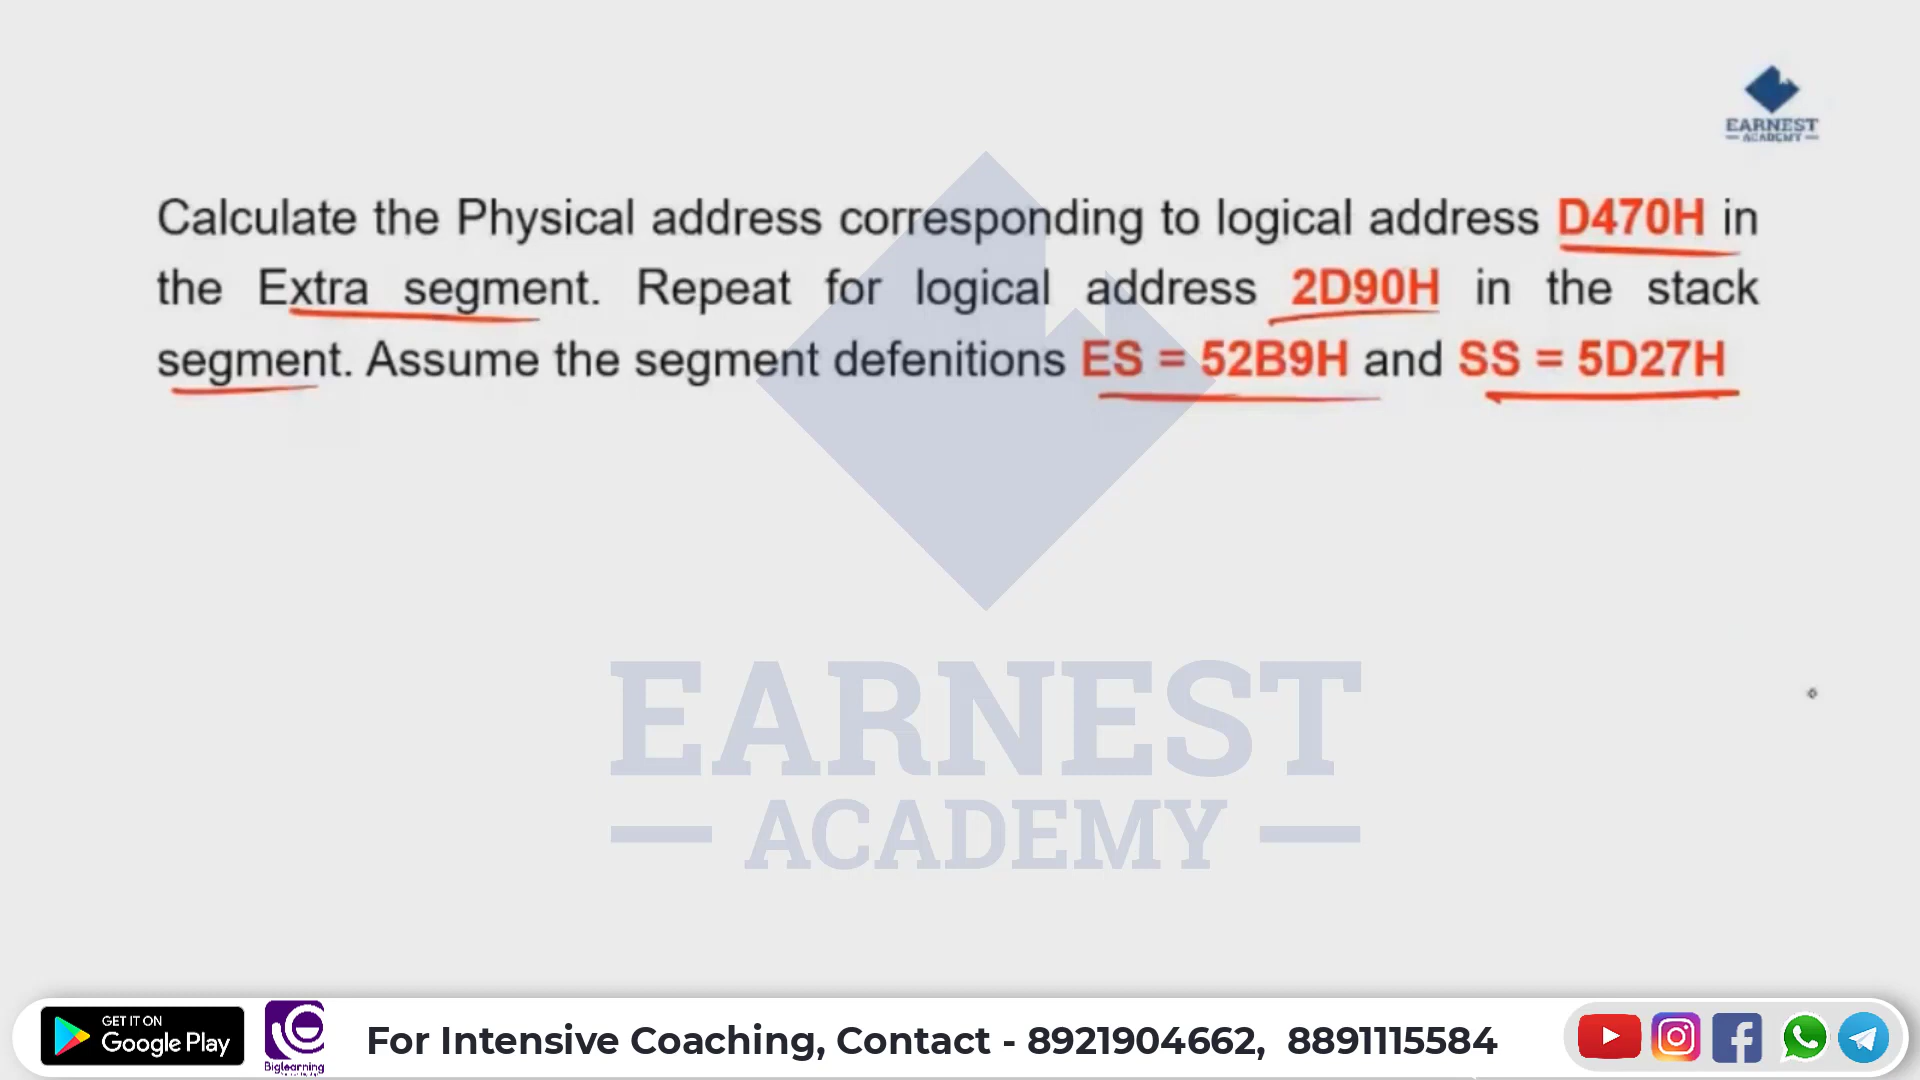 EARNEST
ACADEMY
Calculate the Physical address corresponding to logical address D470H in
the Extra segment. Repeat for logical address 2D90H in the stack
segment. Assume the segment defenitions ES = 52B9H and SS = 5D27H
EARNEST
ACADEMY
GET IT ON
Google Play
Biglearning
For Intensive Coaching, Contact - 8921904662, 8891115584